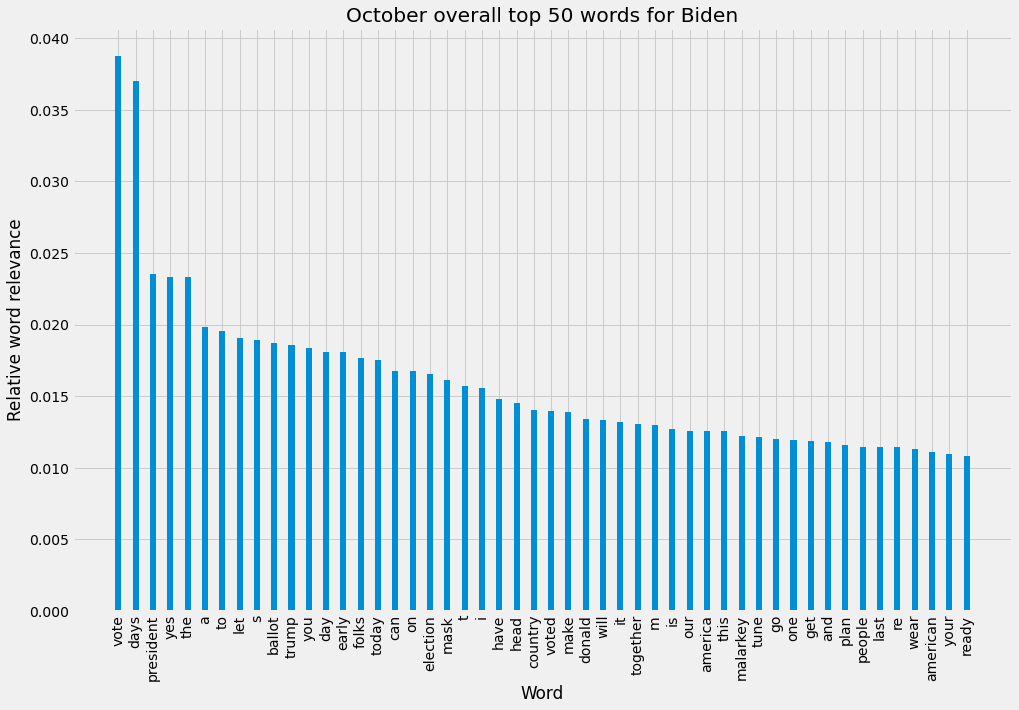 October overall top 50 words for Biden
0.040
0.035
0.030
0.025
0.020
0.015
0.010
0.005
0.000
Relative word relevance
vote
days
president
yes
the
a
to
let
s
ballot
trump
you
day
early
folks
today
can
on
election
mask
t
i
have
head
country
voted
make
donald
will
it
together
m
is
our
america
this
malarkey
tune
go
one
get
and
plan
people
last
re
wear
american
your
ready
Word